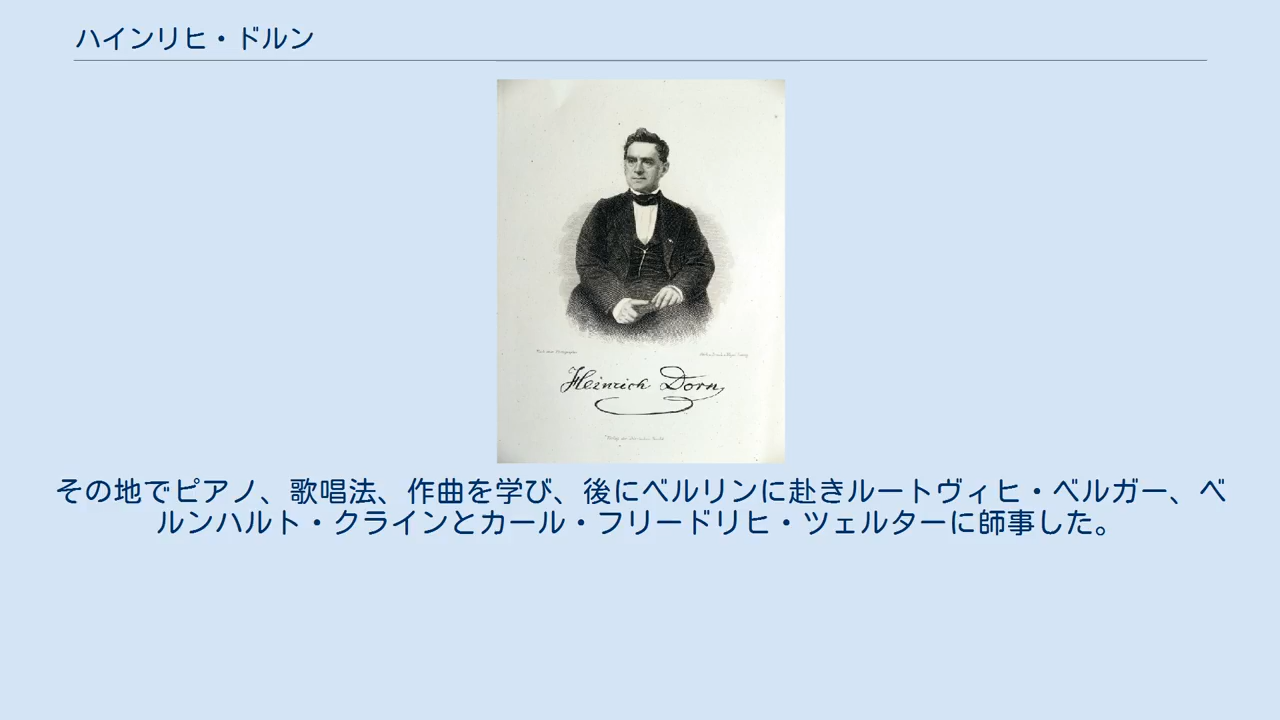 ハインリヒ・ドルン
Heinrich Dorn
その地でピアノ、歌唱法、作曲を学び、後にベルリンに赴きルートヴィヒ・ベルガー、ベ
ルンハルト・クラインとカール・フリードリヒ・ツェルターに師事した。